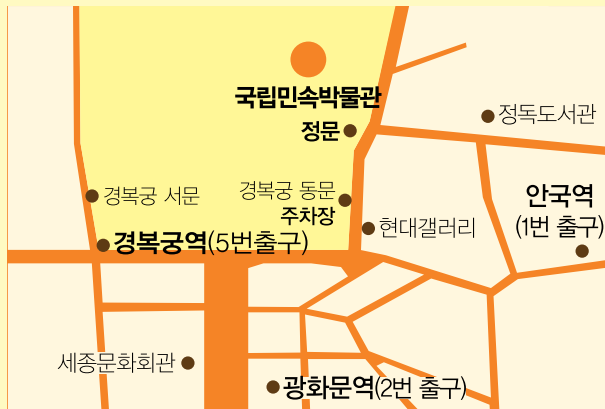 국립민속박물관
정문
정독도서관
경복궁 서문
경복궁 동문
주차장
안국역
(1번 출구)
현대갤러리
경복궁역(5번출구)
세종문화회관
광화문역(2번 출구)